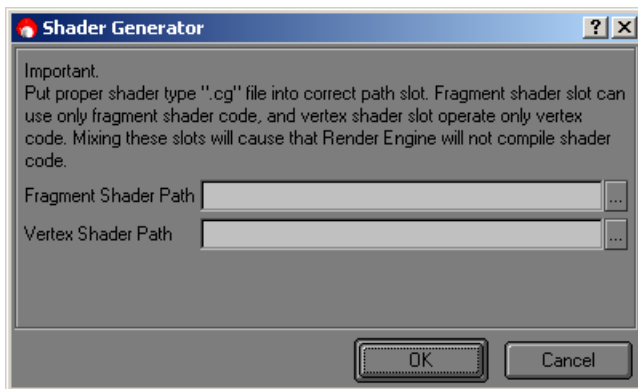 Shader Generator
Important.
Put proper shader type ".cg" file into correct path slot. Fragment shader slot can
use only fragment shader code, and vertex shader slot operate only vertex
code. Mixing these slots will cause that Render Engine will not compile shader
code.
Fragment Shader Path ...
Vertex Shader Path ...
OK Cancel